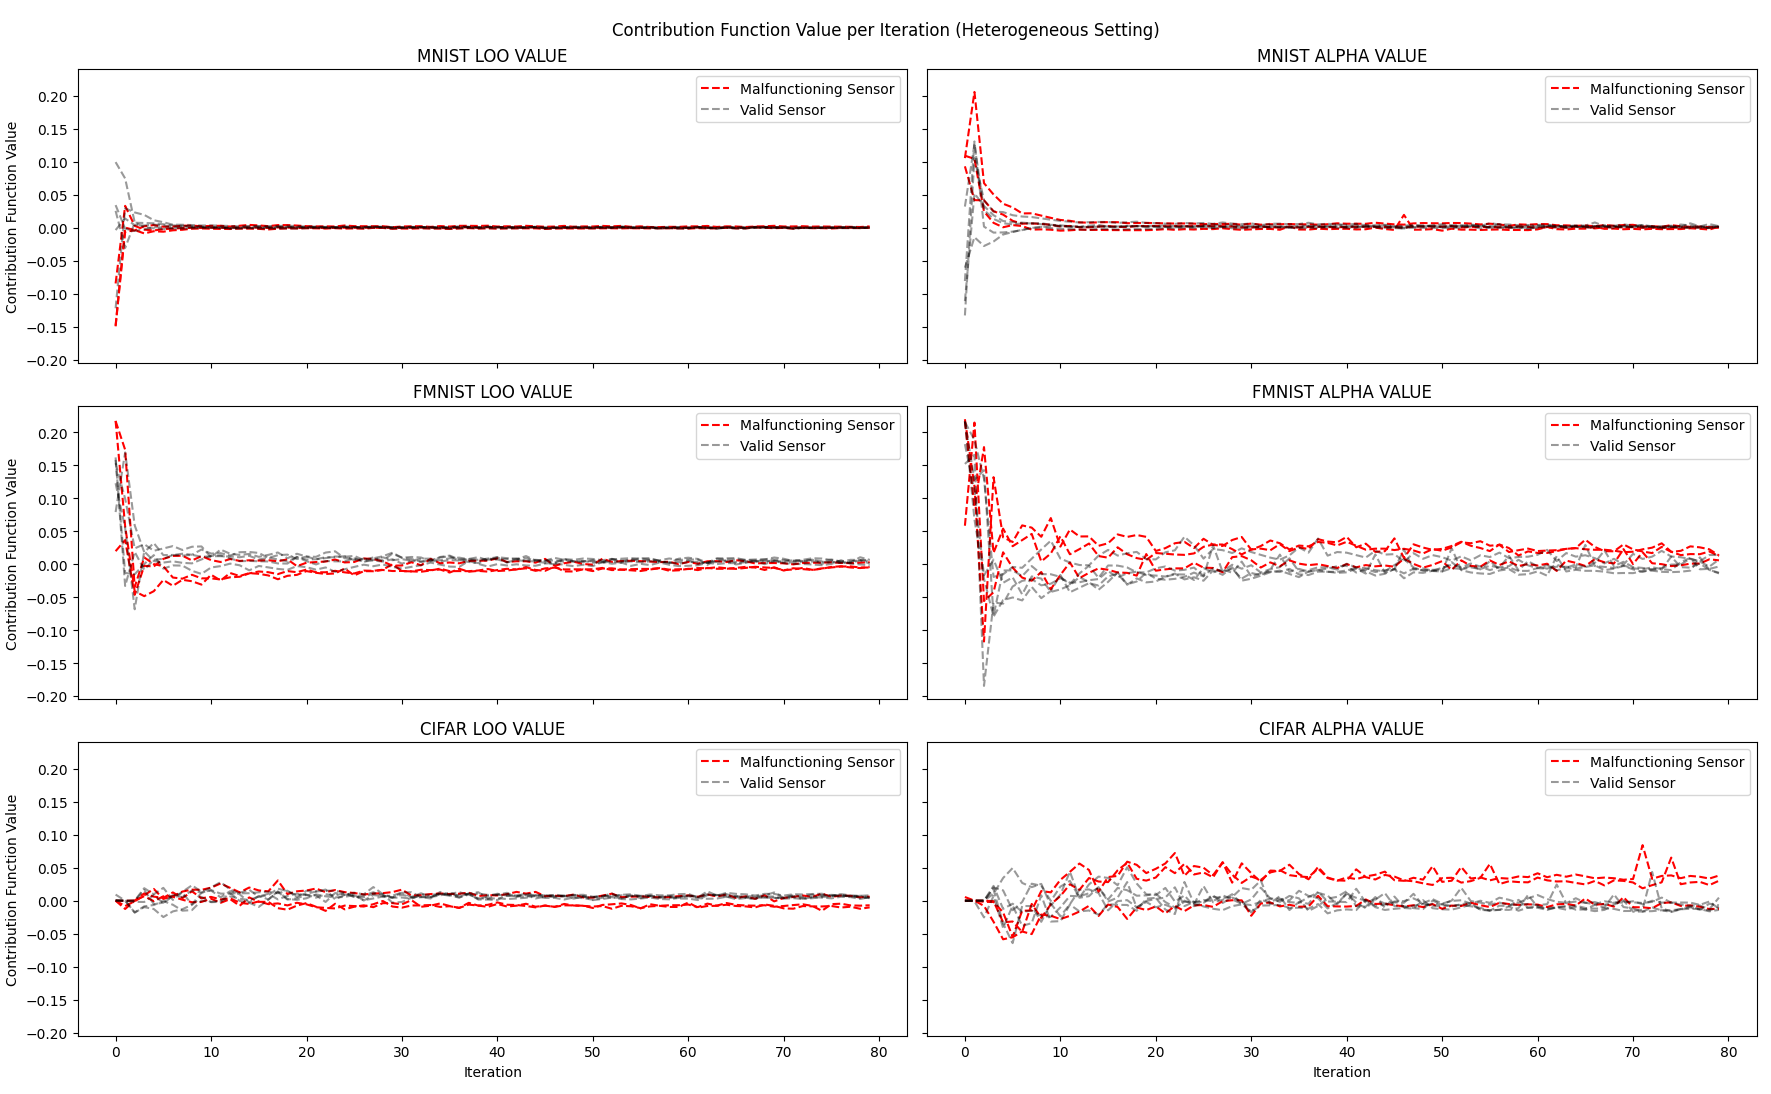 Contribution Function Value per Iteration (Heterogeneous Setting)
MNIST LOO VALUE
Contribution Function Value
0.20
0.15
0.10
0.05
0.00
−0.05
−0.10
−0.15
−0.20
Malfunctioning Sensor
Valid Sensor
MNIST ALPHA VALUE
Malfunctioning Sensor
Valid Sensor
FMNIST LOO VALUE
Contribution Function Value
0.20
0.15
0.10
0.05
0.00
−0.05
−0.10
−0.15
−0.20
Malfunctioning Sensor
Valid Sensor
FMNIST ALPHA VALUE
Malfunctioning Sensor
Valid Sensor
CIFAR LOO VALUE
Contribution Function Value
0.20
0.15
0.10
0.05
0.00
−0.05
−0.10
−0.15
−0.20
Malfunctioning Sensor
Valid Sensor
0 10 20 30 40 50 60 70 80
Iteration
CIFAR ALPHA VALUE
Malfunctioning Sensor
Valid Sensor
0 10 20 30 40 50 60 70 80
Iteration